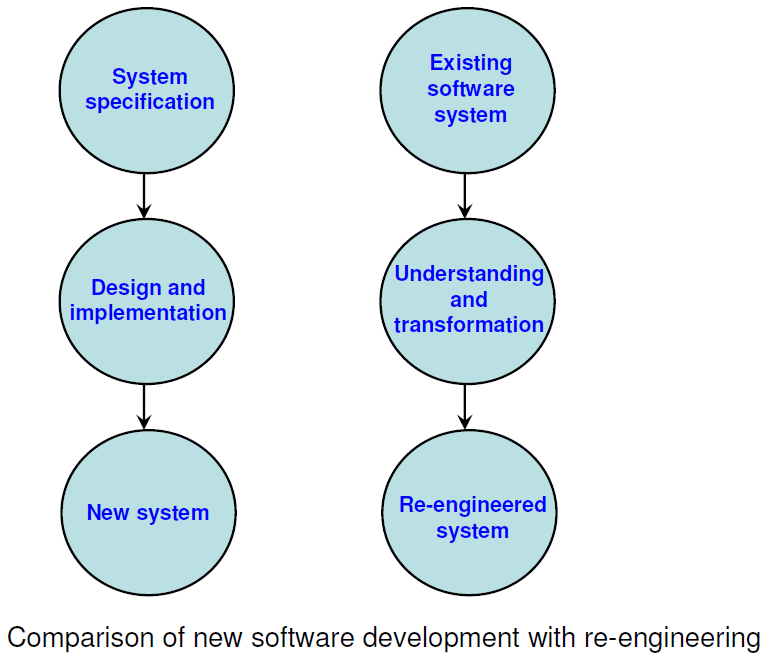 System
specification
Existing
software
system
Design and
implementation
Understanding
and
transformation
New system
Re-engineered
system
Comparison of new software development with re-engineering